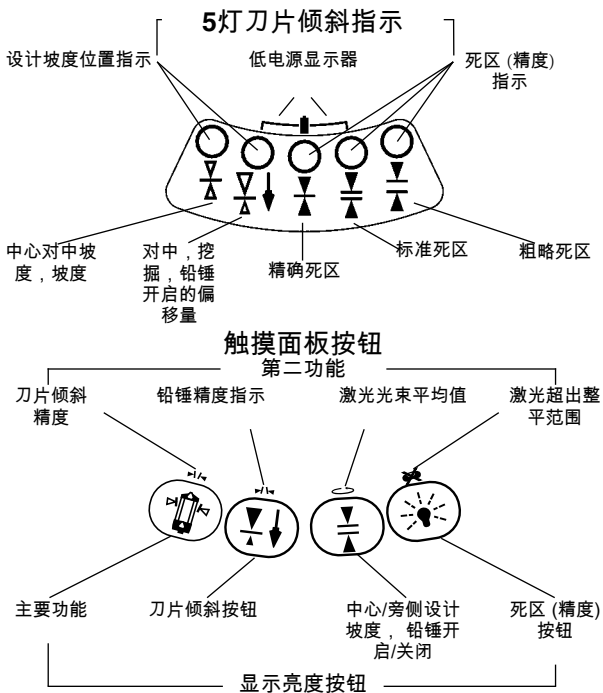 5灯刀片倾斜指示
设计坡度位置指示
低电源显示器
死区 (精度)
指示
中心对中坡
度，坡度
对中，挖
掘，铅锤
开启的偏
移量
精确死区
标准死区
粗略死区
触摸面板按钮
第二功能
刀片倾斜
精度
铅锤精度指示
激光光束平均值
激光超出整
平范围
主要功能
刀片倾斜按钮
中心/旁侧设计
坡度， 铅锤开
启/关闭
死区 (精度)
按钮
显示亮度按钮